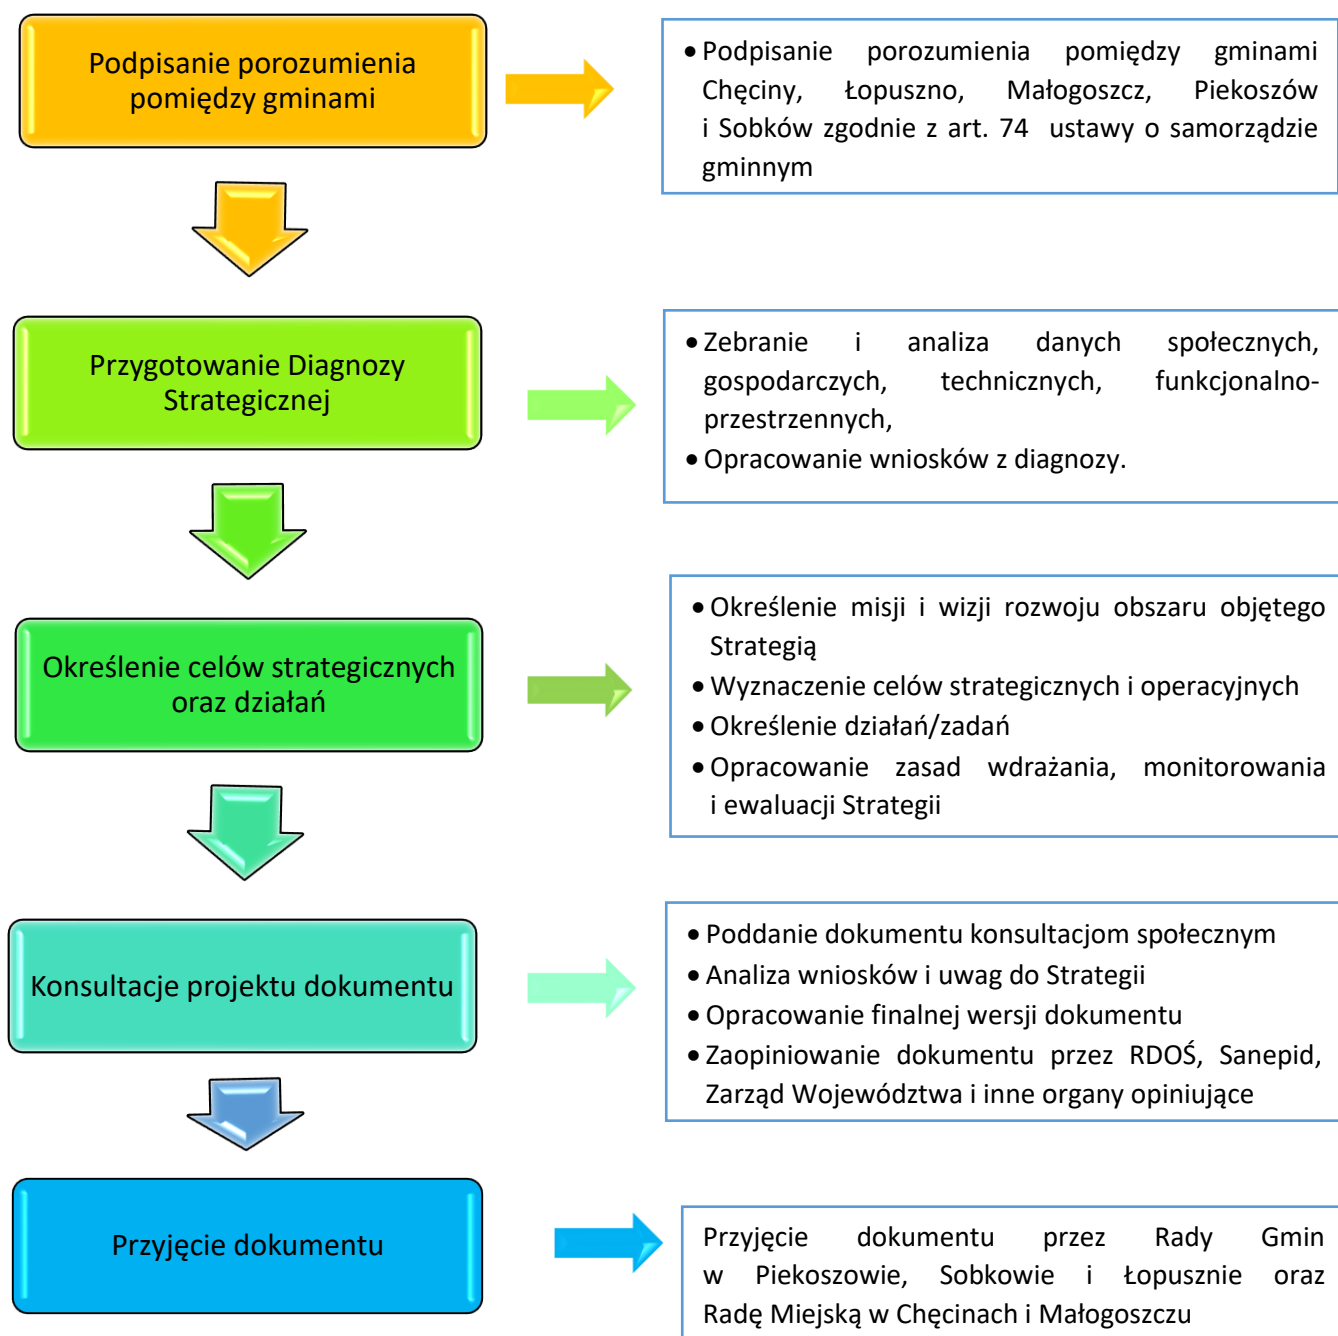 Podpisanie porozumienia
pomiędzy gminami
• Podpisanie porozumienia pomiędzy gminami
Chęciny, Łopuszno, Małogoszcz, Piekoszów
i Sobków zgodnie z art. 74 ustawy o samorządzie
gminnym
Przygotowanie Diagnozy
Strategicznej
• Zebranie i analiza danych społecznych,
gospodarczych, technicznych, funkcjonalno-
przestrzennych,
• Opracowanie wniosków z diagnozy.
Określenie celów strategicznych
oraz działań
• Określenie misji i wizji rozwoju obszaru objętego
Strategią
• Wyznaczenie celów strategicznych i operacyjnych
• Określenie działań/zadań
• Opracowanie zasad wdrażania, monitorowania
i ewaluacji Strategii
Konsultacje projektu dokumentu
• Poddanie dokumentu konsultacjom społecznym
• Analiza wniosków i uwag do Strategii
• Opracowanie finalnej wersji dokumentu
• Zaopiniowanie dokumentu przez RDOŚ, Sanepid,
Zarząd Województwa i inne organy opiniujące
Przyjęcie dokumentu
Przyjęcie dokumentu przez Rady Gmin
w Piekoszowie, Sobkowie i Łopusznie oraz
Radę Miejską w Chęcinach i Małogoszczu